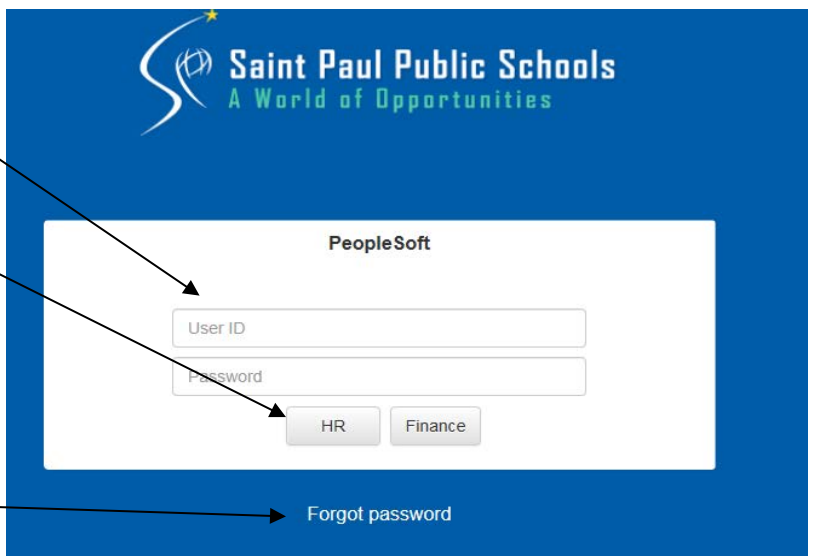 Saint Paul Public Schools
A World of Opportunities
PeopleSoft
User ID
Password
HR Finance
Forgot password